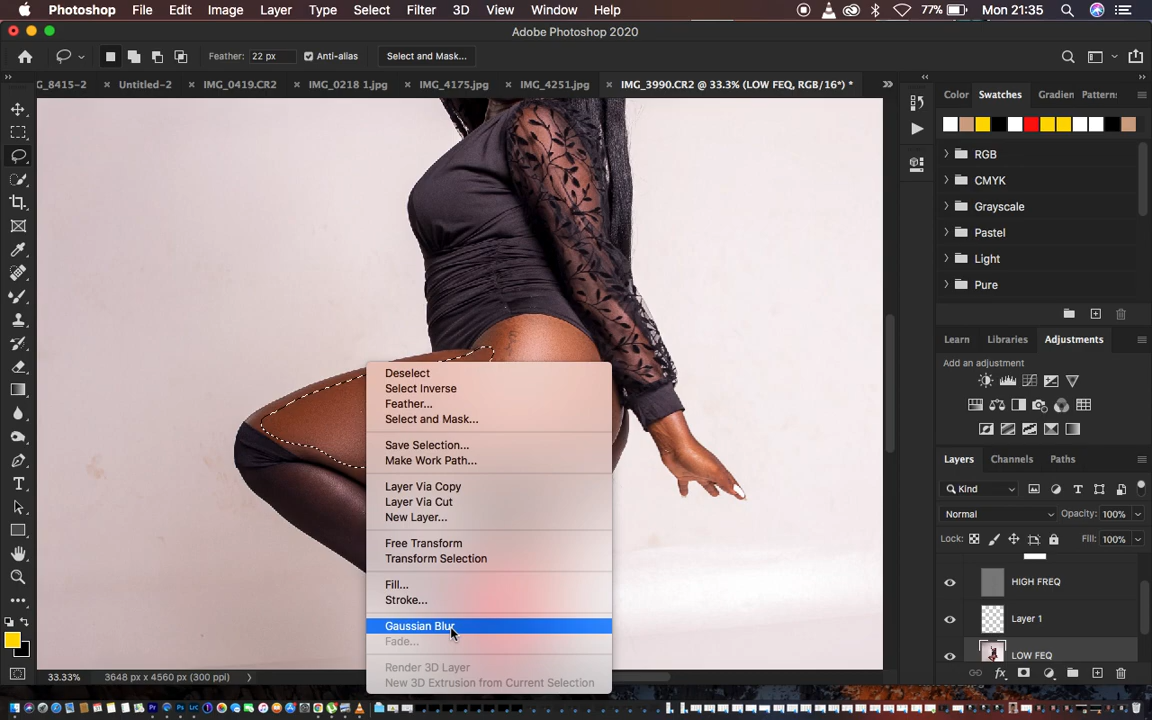 Photoshop File Edit Image Layer Type Select Filter 3D View Window Help 77% Mon 21:35
Adobe Photoshop 2020
Feather: 22 px Anti-alias Select and Mask...
G_8415-2 Untitled-2 IMG_0419.CR2 IMG_0218 1.jpg IMG_4175.jpg IMG_4251.jpg IMG_3990.CR2 @ 33.3% (LOW FEQ, RGB/16*) *
Color Swatches Gradien Patterns
RGB
CMYK
Grayscale
Pastel
Light
Pure
Learn Libraries Adjustments
Add an adjustment
Layers Channels Paths
Kind
Normal Opacity: 100%
Lock: Fill: 100%
HIGH FREQ
Layer 1
LOW FEQ
Deselect
Select Inverse
Feather...
Select and Mask...
Save Selection...
Make Work Path...
Layer Via Copy
Layer Via Cut
New Layer...
Free Transform
Transform Selection
Fill...
Stroke...
Gaussian Blur
Fade...
Render 3D Layer
New 3D Extrusion from Current Selection
33.33% 3648 px x 4560 px (300 ppi)